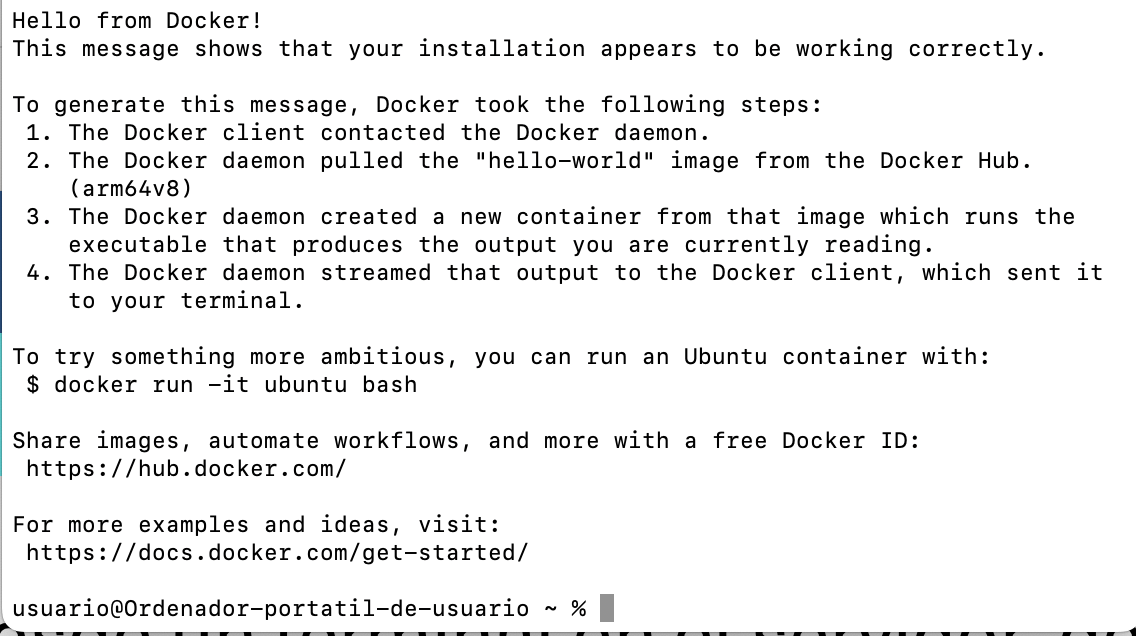 Hello from Docker!
This message shows that your installation appears to be working correctly.

To generate this message, Docker took the following steps:
 1. The Docker client contacted the Docker daemon.
 2. The Docker daemon pulled the "hello-world" image from the Docker Hub.
    (arm64v8)
 3. The Docker daemon created a new container from that image which runs the
    executable that produces the output you are currently reading.
 4. The Docker daemon streamed that output to the Docker client, which sent it
    to your terminal.

To try something more ambitious, you can run an Ubuntu container with:
 $ docker run -it ubuntu bash

Share images, automate workflows, and more with a free Docker ID:
 https://hub.docker.com/

For more examples and ideas, visit:
 https://docs.docker.com/get-started/

usuario@Ordenador-portatil-de-usuario ~ %